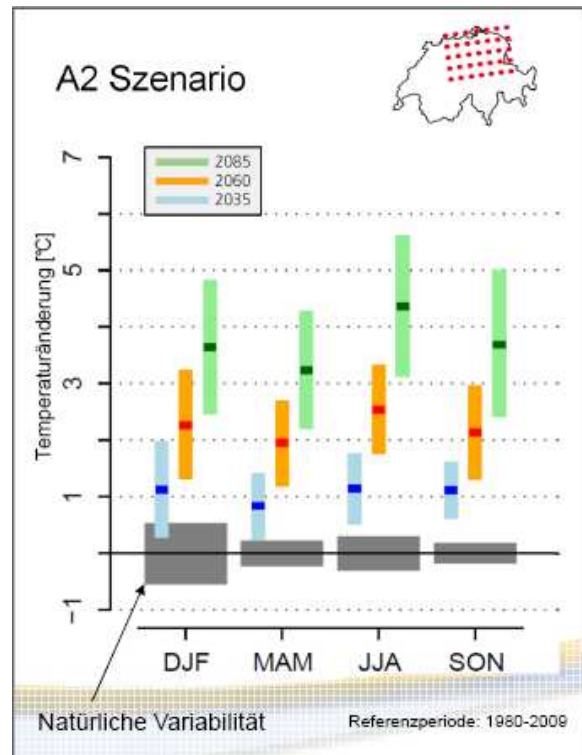 A2 Szenario
7
5
3
1
−1
Temperaturänderung [°C]
2085
2060
2035
DJF MAM JJA SON
Natürliche Variabilität
Referenzperiode: 1980-2009